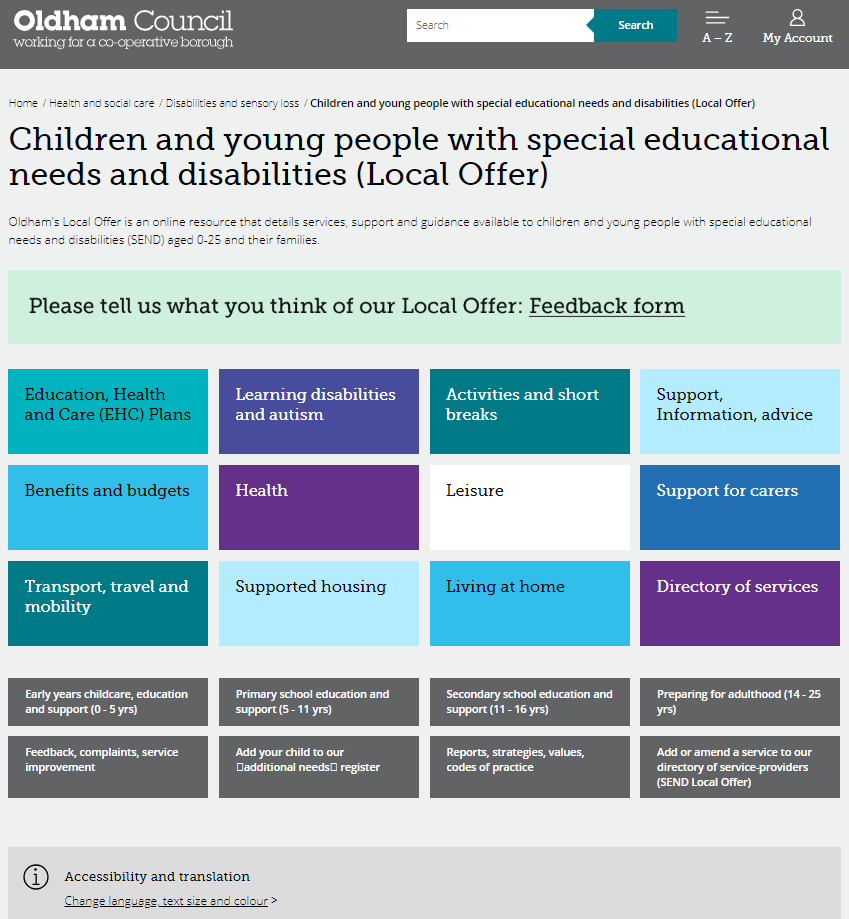 Oldham Council
working for a co-operative borough
Search
Search
A – Z
My Account
Home / Health and social care / Disabilities and sensory loss / Children and young people with special educational needs and disabilities (Local Offer)
Children and young people with special educational
needs and disabilities (Local Offer)
Oldham's Local Offer is an online resource that details services, support and guidance available to children and young people with special educational
needs and disabilities (SEND) aged 0-25 and their families.
Please tell us what you think of our Local Offer: Feedback form
Education, Health
and Care (EHC) Plans
Learning disabilities
and autism
Activities and short
breaks
Support,
Information, advice
Benefits and budgets
Health
Leisure
Support for carers
Transport, travel and
mobility
Supported housing
Living at home
Directory of services
Early years childcare, education
and support (0 - 5 yrs)
Primary school education and
support (5 - 11 yrs)
Secondary school education and
support (11 - 16 yrs)
Preparing for adulthood (14 - 25
yrs)
Feedback, complaints, service
improvement
Add your child to our
▯additional needs▯ register
Reports, strategies, values,
codes of practice
Add or amend a service to our
directory of service-providers
(SEND Local Offer)
Accessibility and translation
Change language, text size and colour >